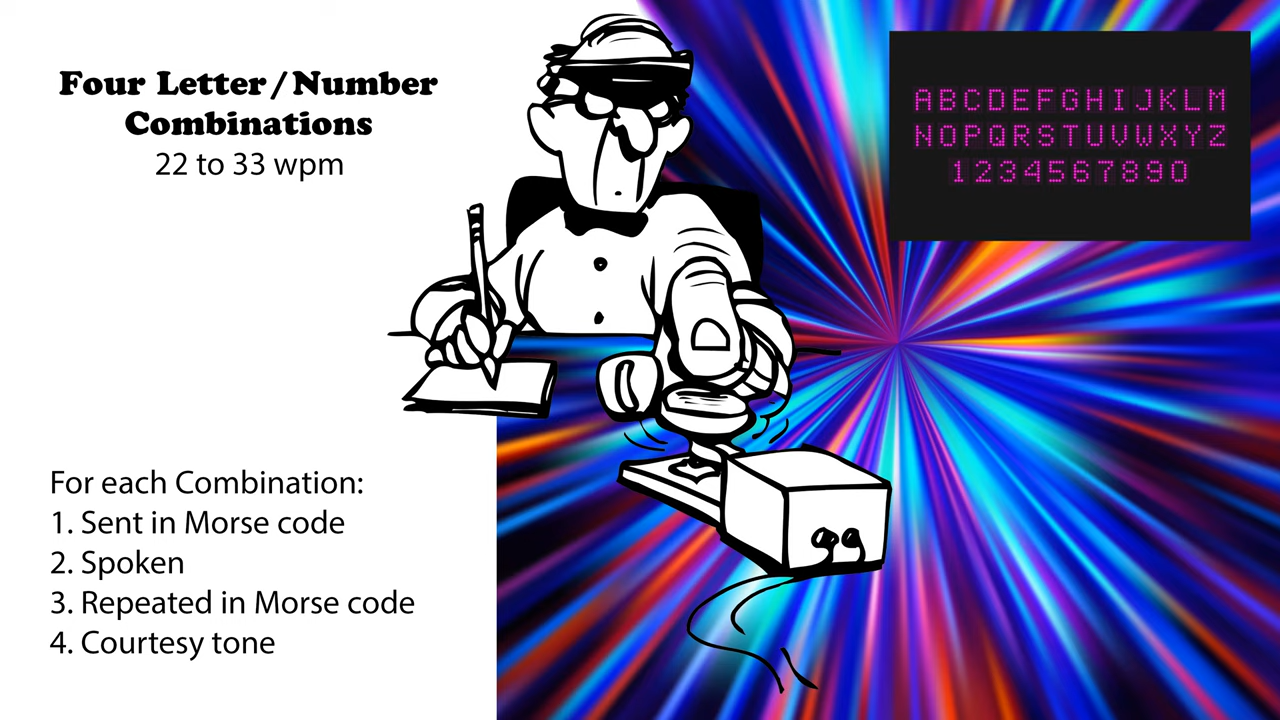 Four Letter/Number
Combinations
22 to 33 wpm
ABCDEFGHIJKLM
NOPQRSTUVWXYZ
1234567890
For each Combination:
1. Sent in Morse code
2. Spoken
3. Repeated in Morse code
4. Courtesy tone